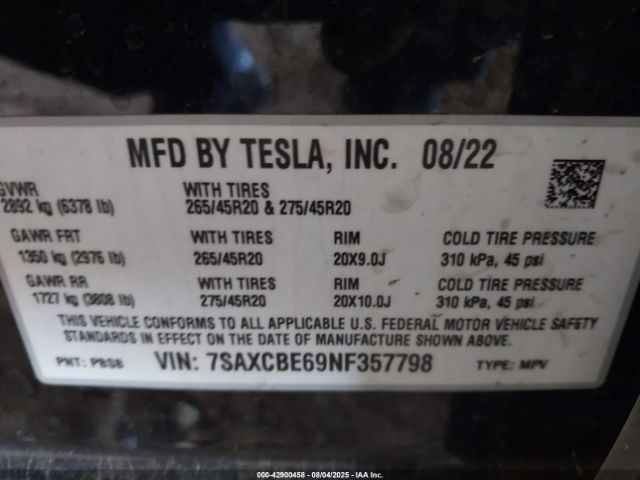 MFD BY TESLA, INC. 08/22
GVWR WITH TIRES
2892 kg (6378 lb) 265/45R20 & 275/45R20
GAWR FRT WITH TIRES RIM COLD TIRE PRESSURE
1350 kg (2976 lb) 265/45R20 20X9.0J 310 kPa, 45 psi
GAWR RR WITH TIRES RIM COLD TIRE PRESSURE
1727 kg (3808 lb) 275/45R20 20X10.0J 310 kPa, 45 psi
THIS VEHICLE CONFORMS TO ALL APPLICABLE U.S. FEDERAL MOTOR VEHICLE SAFETY
STANDARDS IN EFFECT ON THE DATE OF MANUFACTURE SHOWN ABOVE.
PNT: PBSB VIN: 7SAXCBE69NF357798 TYPE: MPV
000-42900458 - 08/04/2025 - IAA Inc.